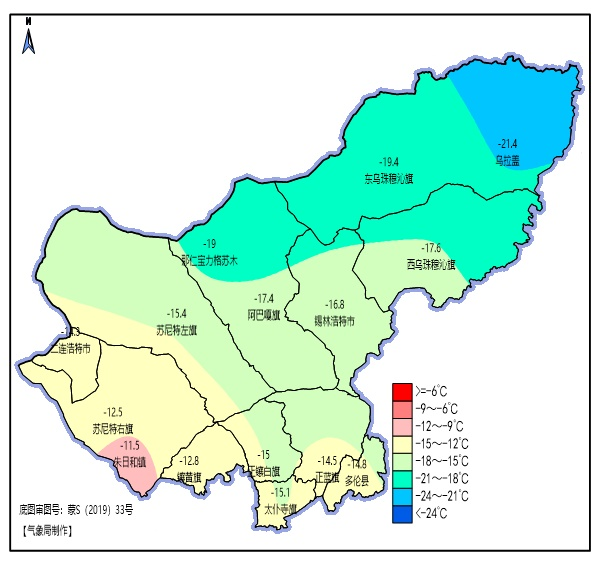 N
-21.4
乌拉盖
-19.4
东乌珠穆沁旗
-19
那仁宝力格苏木
-17.6
西乌珠穆沁旗
-17.4
阿巴嘎旗
-16.8
锡林浩特市
-15.4
苏尼特左旗
二连浩特市
-12.5
苏尼特右旗
-11.5
朱日和镇
-12.8
镶黄旗
-15
正镶白旗
-14.5
正蓝旗
-14.8
多伦县
-15.1
太仆寺旗
>=-6℃
-9～-6℃
-12～-9℃
-15～-12℃
-18～-15℃
-21～-18℃
-24～-21℃
<-24℃
底图审图号：蒙S（2019）33号
【气象局制作】